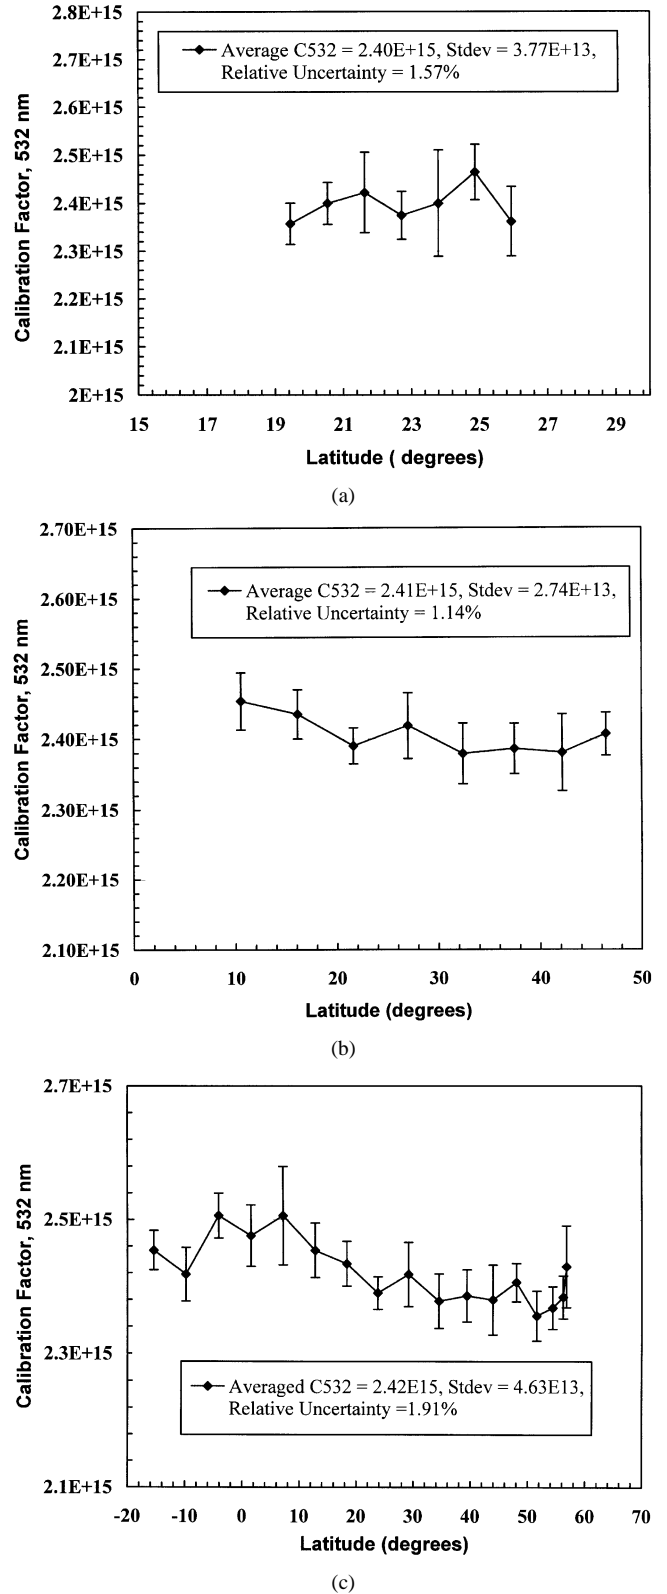 2.8E+15
2.7E+15
2.6E+15
2.5E+15
2.4E+15
2.3E+15
2.2E+15
2.1E+15
2E+15
Calibration Factor, 532 nm
Average C532 = 2.40E+15, Stdev = 3.77E+13,
Relative Uncertainty = 1.57%
15 17 19 21 23 25 27 29
Latitude ( degrees)
(a)
2.70E+15
2.60E+15
2.50E+15
2.40E+15
2.30E+15
2.20E+15
2.10E+15
Calibration Factor, 532 nm
Average C532 = 2.41E+15, Stdev = 2.74E+13,
Relative Uncertainty = 1.14%
0 10 20 30 40 50
Latitude (degrees)
(b)
2.7E+15
2.5E+15
2.3E+15
2.1E+15
Calibration Factor, 532 nm
Averaged C532 = 2.42E15, Stdev = 4.63E13,
Relative Uncertainty =1.91%
-20 -10 0 10 20 30 40 50 60 70
Latitude (degrees)
(c)